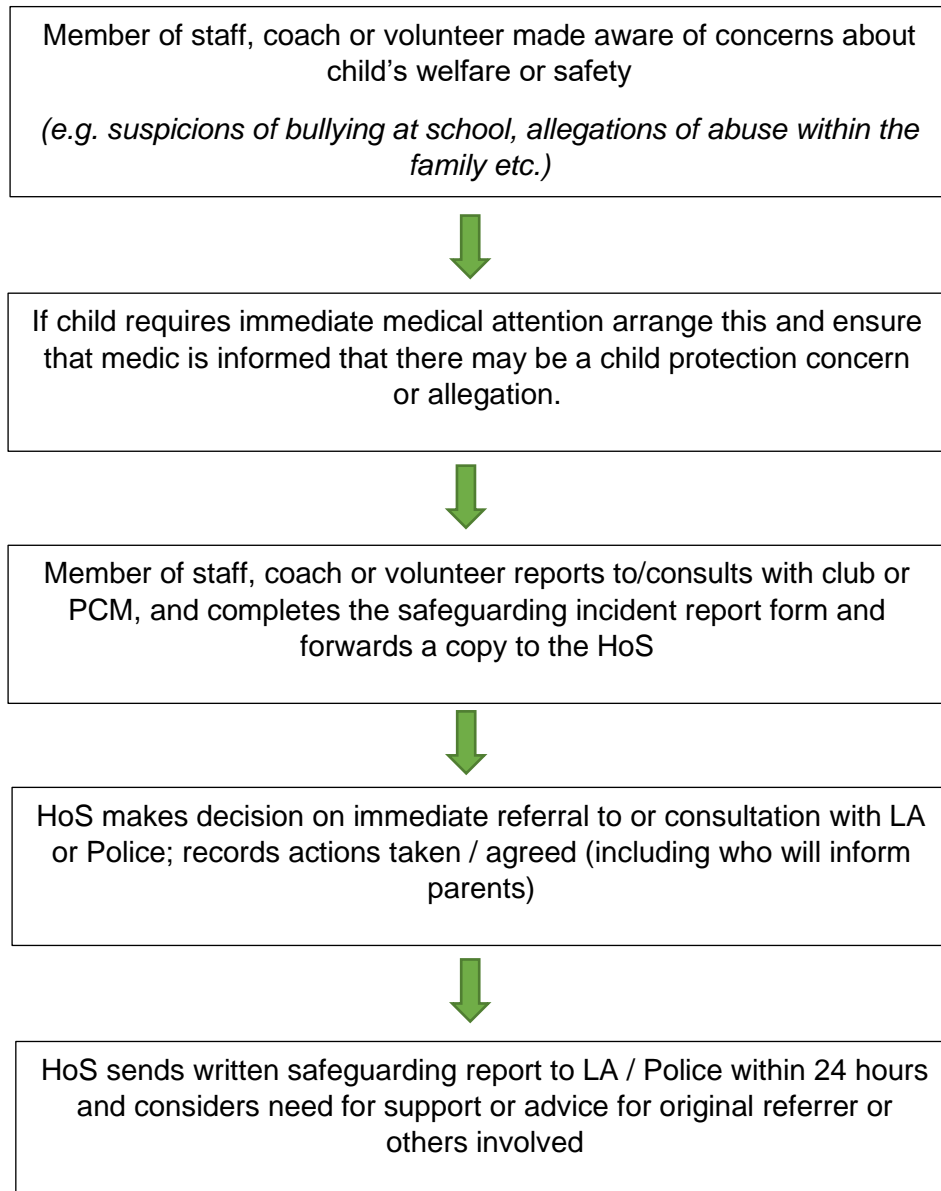 Member of staff, coach or volunteer made aware of concerns about
child’s welfare or safety
(e.g. suspicions of bullying at school, allegations of abuse within the
family etc.)
If child requires immediate medical attention arrange this and ensure
that medic is informed that there may be a child protection concern
or allegation.
Member of staff, coach or volunteer reports to/consults with club or
PCM, and completes the safeguarding incident report form and
forwards a copy to the HoS
HoS makes decision on immediate referral to or consultation with LA
or Police; records actions taken / agreed (including who will inform
parents)
HoS sends written safeguarding report to LA / Police within 24 hours
and considers need for support or advice for original referrer or
others involved